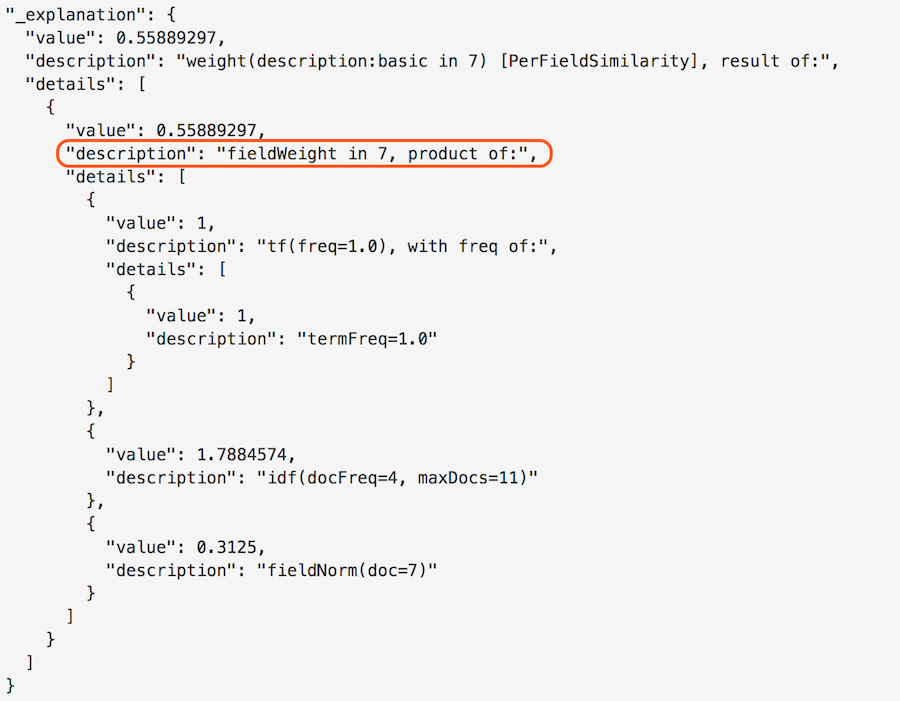 "_explanation": {
"value": 0.55889297,
"description": "weight(description:basic in 7) [PerFieldSimilarity], result of:",
"details": [
{
"value": 0.55889297,
"description": "fieldWeight in 7, product of:",
"details": [
{
"value": 1,
"description": "tf(freq=1.0), with freq of:",
"details": [
{
"value": 1,
"description": "termFreq=1.0"
}
]
},
{
"value": 1.7884574,
"description": "idf(docFreq=4, maxDocs=11)"
},
{
"value": 0.3125,
"description": "fieldNorm(doc=7)"
}
]
}
]
}